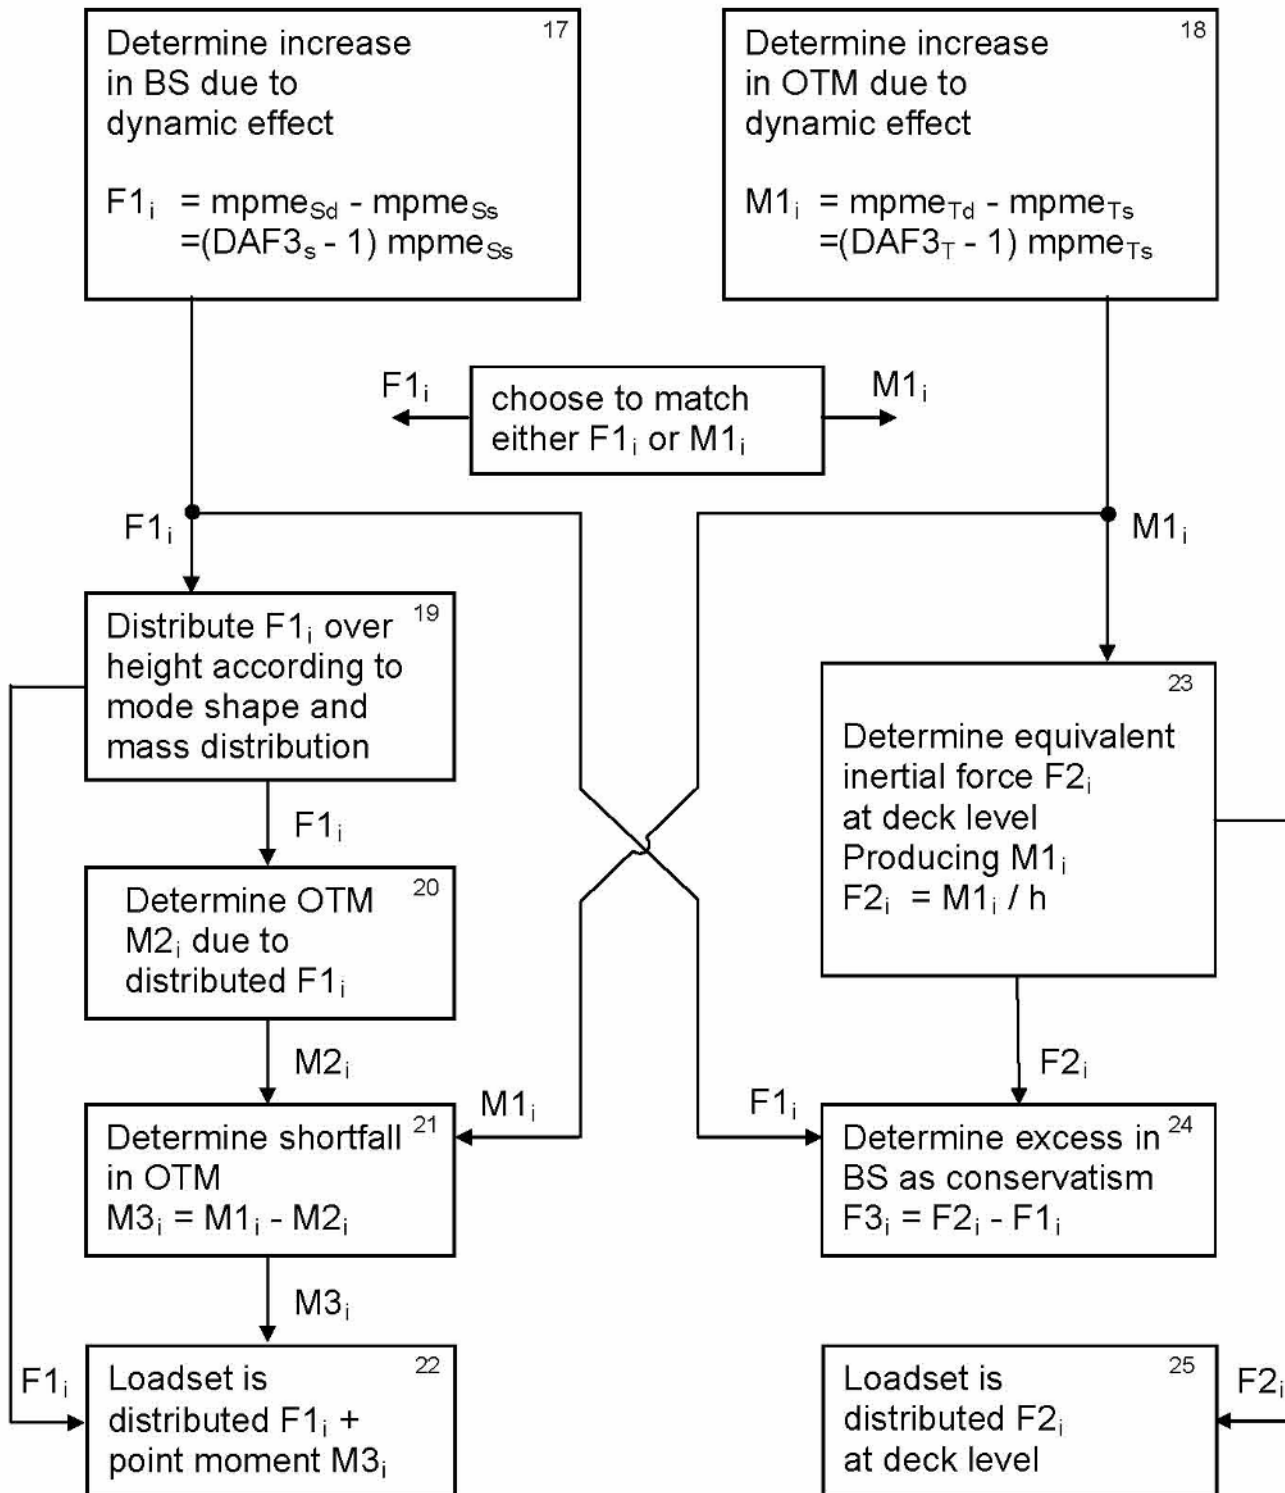 17
Determine increase
in BS due to
dynamic effect
F1i = mpmeSd - mpmeSs
=(DAF3s - 1) mpmeSs
18
Determine increase
in OTM due to
dynamic effect
M1i = mpmeTd - mpmeTs
=(DAF3T - 1) mpmeTs
F1i
choose to match
either F1i or M1i
M1i
F1i
M1i
19
Distribute F1i over
height according to
mode shape and
mass distribution
23
Determine equivalent
inertial force F2i
at deck level
Producing M1i
F2i = M1i / h
F1i
20
Determine OTM
M2i due to
distributed F1i
M2i
F2i
M1i
F1i
21
Determine shortfall
in OTM
M3i = M1i - M2i
24
Determine excess in
BS as conservatism
F3i = F2i - F1i
M3i
F1i
22
Loadset is
distributed F1i +
point moment M3i
25
Loadset is
distributed F2i
at deck level
F2i